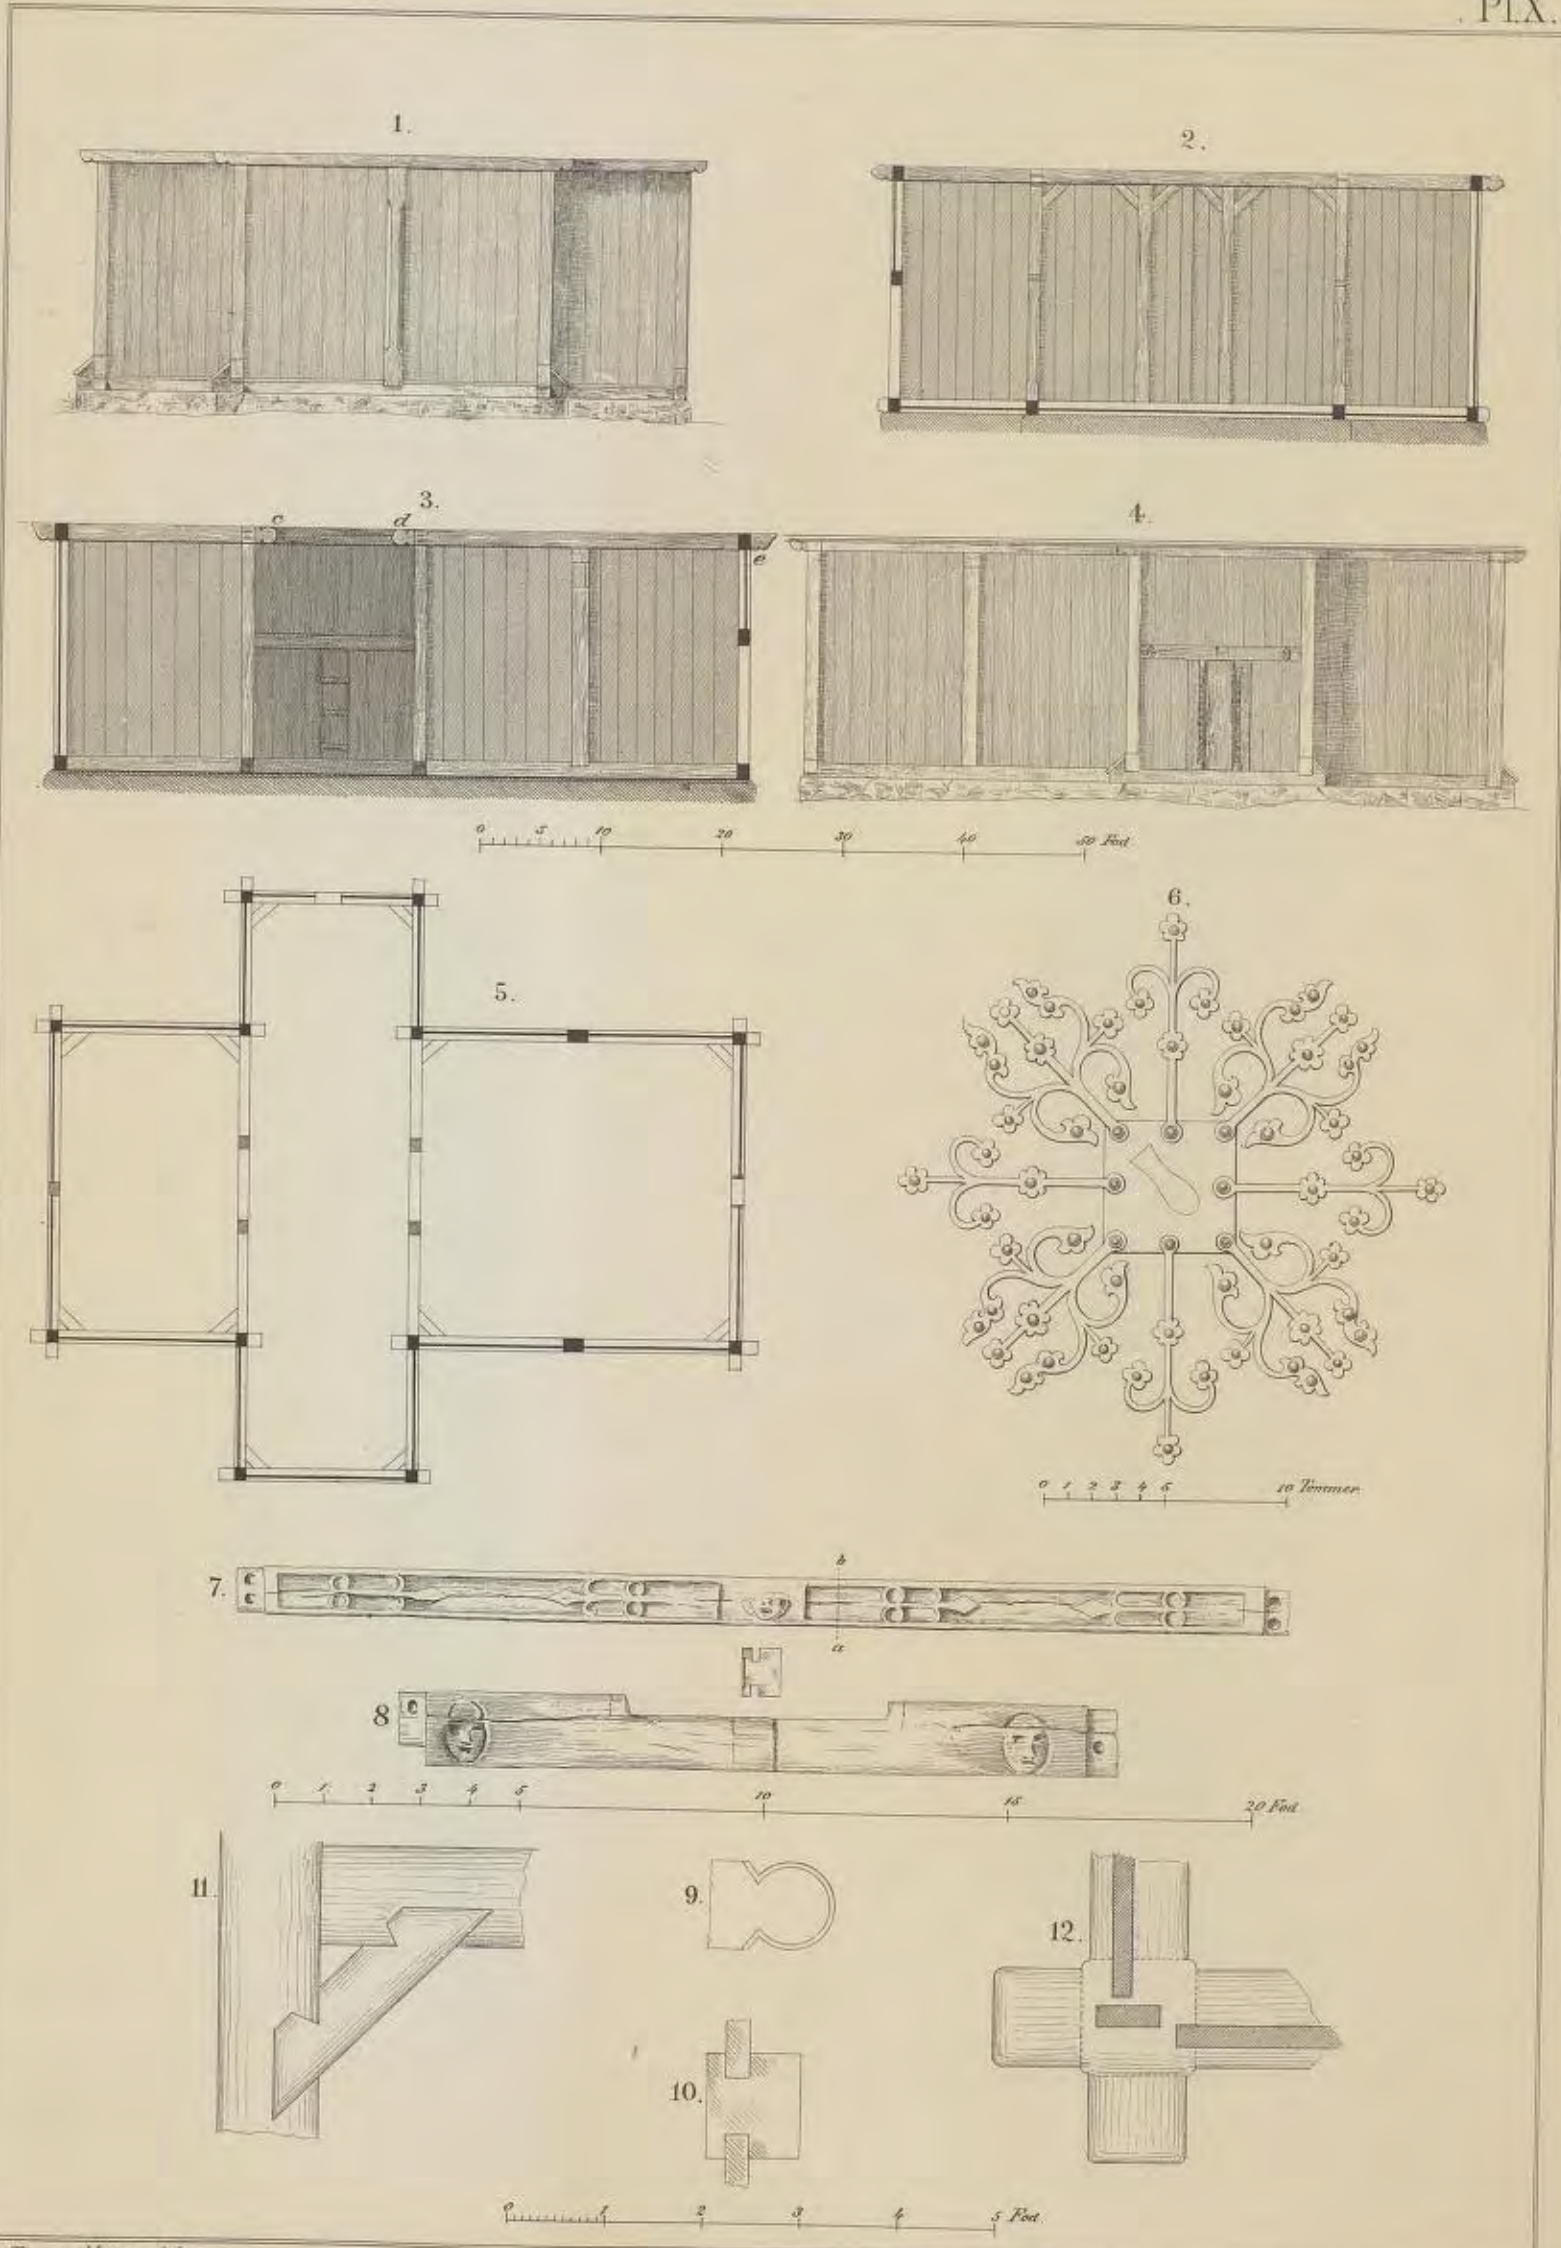 Pl.X.
1.
2.
3.
c d
e
4.
0 5 10 20 30 40 50 Fod
5.
6.
0 1 2 3 4 5 10 Tommer.
7.
b
a
8
0 1 2 3 4 5 10 15 20 Fod
11.
9.
12.
10.
0 1 2 3 4 5 Fod.